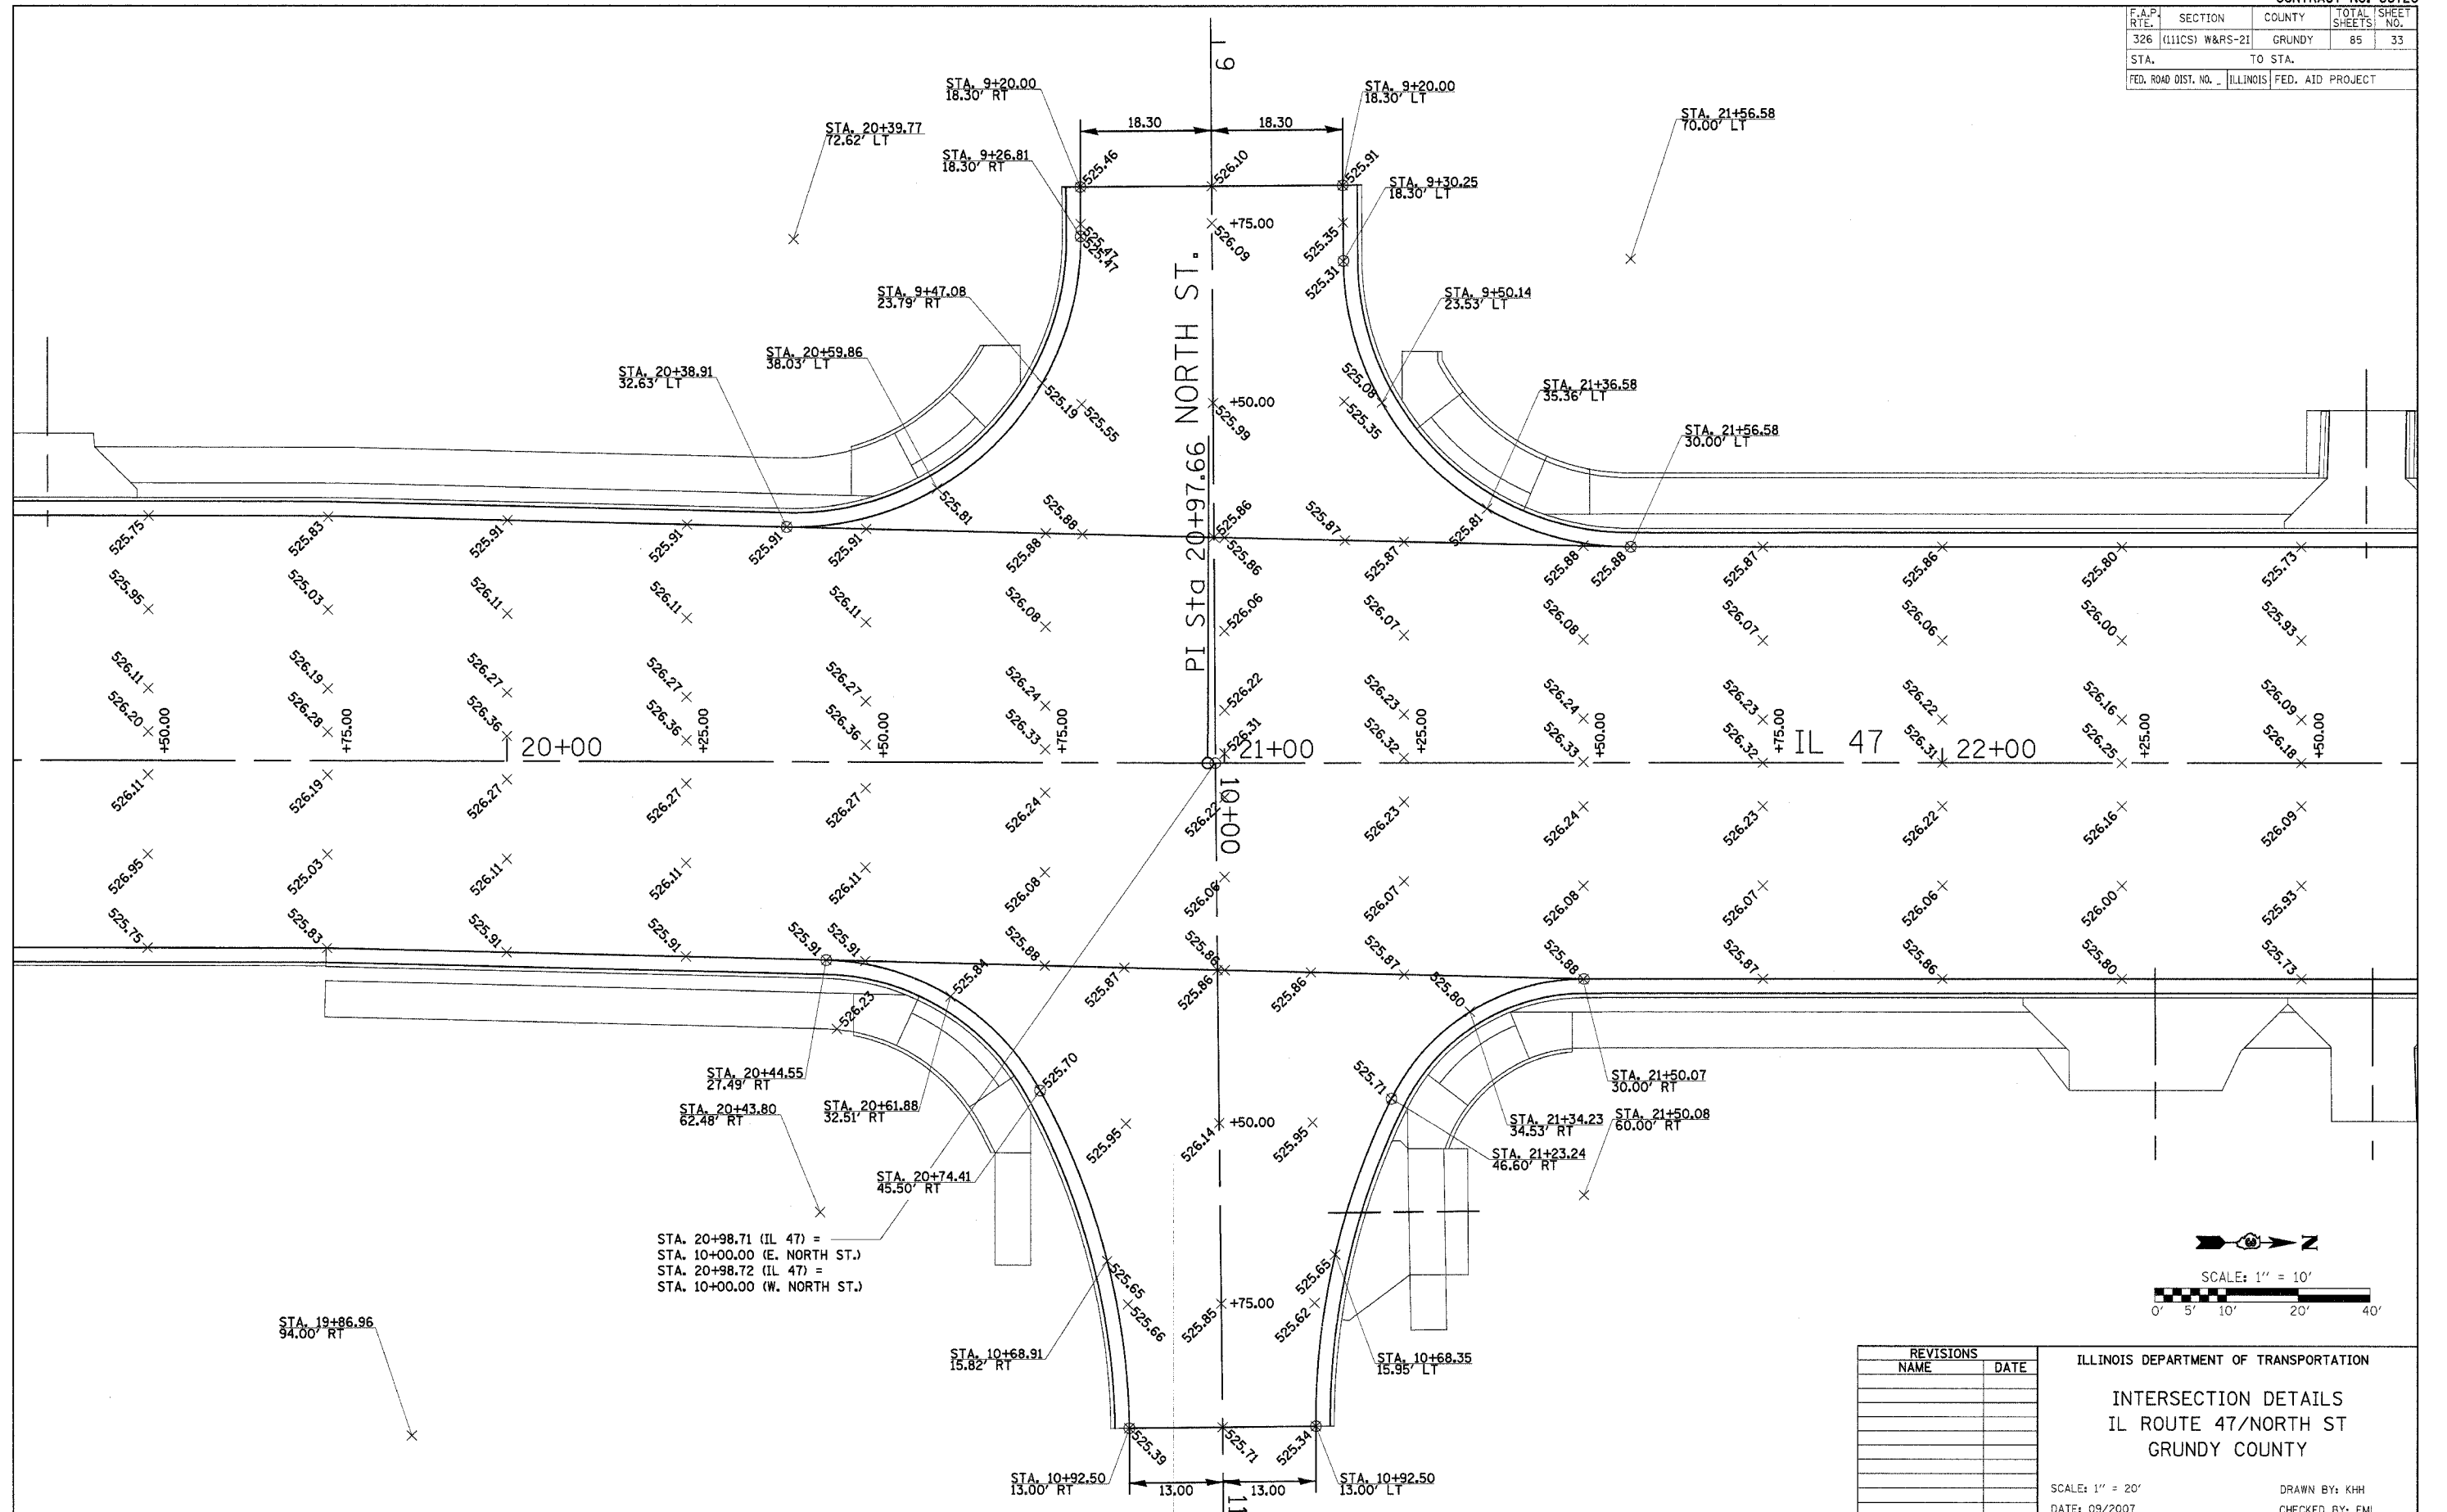 F.A.P. RTE. SECTION COUNTY TOTAL SHEETS SHEET NO.
326 (111CS) W&RS-2I GRUNDY 85 33
STA. TO STA.
FED. ROAD DIST. NO. _ ILLINOIS FED. AID PROJECT
9
STA. 9+20.00
18.30' RT
STA. 9+20.00
18.30' LT
STA. 20+39.77
72.62' LT
18.30 18.30
STA. 21+56.58
70.00' LT
STA. 9+26.81
18.30' RT
525.46 526.10 525.91
STA. 9+30.25
18.30' LT
525.47 +75.00 526.09 525.35
525.47 525.31
STA. 9+47.08
23.79' RT
STA. 9+50.14
23.53' LT
STA. 20+59.86
38.03' LT
STA. 20+38.91
32.63' LT
STA. 21+36.58
35.36' LT
STA. 21+56.58
30.00' LT
525.19 525.55 +50.00 525.99 525.35 525.08
PI Sta 20+97.66 NORTH ST.
525.81 525.81
525.75 525.83 525.91 525.91 525.91 525.91 525.88 525.88 525.86 525.86 525.87 525.87 525.88 525.88 525.87 525.86 525.80 525.73
525.95 525.03 526.11 526.11 526.11 526.08 526.06 526.07 526.08 526.07 526.06 526.00 525.93
526.11 526.19 526.27 526.27 526.27 526.24 526.22 526.23 526.24 526.23 526.22 526.16 526.09
526.20 526.28 526.36 526.36 526.36 526.33 526.31 526.32 526.33 526.32 526.31 526.25 526.18
+50.00 +75.00 20+00 +25.00 +50.00 +75.00 21+00 +25.00 +50.00 +75.00 IL 47 22+00 +25.00 +50.00
10+00
526.11 526.19 526.27 526.27 526.27 526.24 526.22 526.23 526.24 526.23 526.22 526.16 526.09
526.95 525.03 526.11 526.11 526.11 526.08 526.06 526.07 526.08 526.07 526.06 526.00 525.93
525.75 525.83 525.91 525.91 525.91 525.91 525.88 525.87 525.86 525.86 525.86 525.87 525.88 525.87 525.86 525.80 525.73
525.84 525.80
526.23
525.70 525.71
STA. 20+44.55
27.49' RT
STA. 21+50.07
30.00' RT
STA. 20+43.80
62.48' RT
STA. 20+61.88
32.51' RT
STA. 21+34.23
34.53' RT
STA. 21+50.08
60.00' RT
525.95 526.14 +50.00 525.95
STA. 21+23.24
46.60' RT
STA. 20+74.41
45.50' RT
STA. 20+98.71 (IL 47) =
STA. 10+00.00 (E. NORTH ST.)
STA. 20+98.72 (IL 47) =
STA. 10+00.00 (W. NORTH ST.)
525.65 525.65
525.66 525.85 +75.00 525.62
N
SCALE: 1" = 10'
0' 5' 10' 20' 40'
STA. 19+86.96
94.00' RT
STA. 10+68.91
15.82' RT
STA. 10+68.35
15.95' LT
525.39 525.71 525.34
STA. 10+92.50
13.00' RT
13.00 13.00
STA. 10+92.50
13.00' LT
11
REVISIONS
NAME DATE
ILLINOIS DEPARTMENT OF TRANSPORTATION
INTERSECTION DETAILS
IL ROUTE 47/NORTH ST
GRUNDY COUNTY
SCALE: 1" = 20' DRAWN BY: KHH
DATE: 09/2007 CHECKED BY: